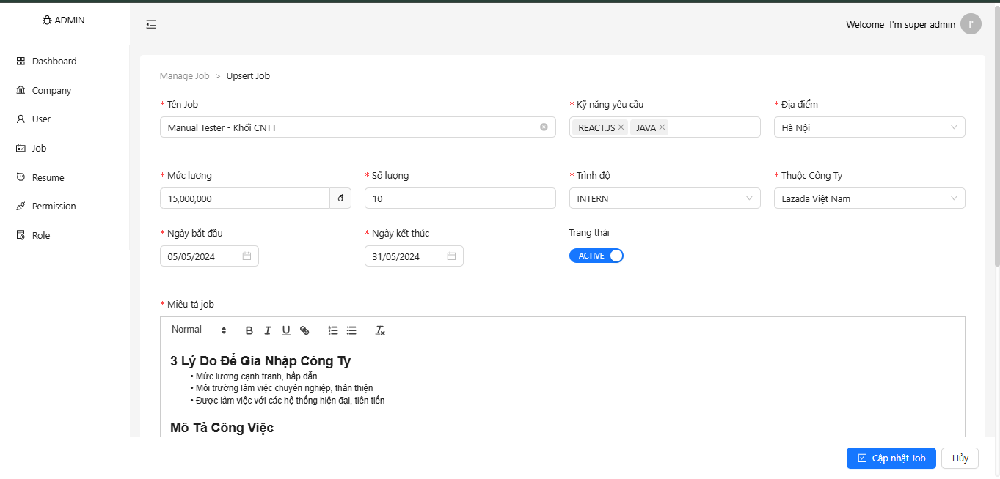 ADMIN
Welcome I'm super admin I'
Dashboard
Company
User
Job
Resume
Permission
Role
Manage Job > Upsert Job
* Tên Job
Manual Tester - Khối CNTT
* Kỹ năng yêu cầu
REACT.JS JAVA
* Địa điểm
Hà Nội
* Mức lương
15,000,000 đ
* Số lượng
10
* Trình độ
INTERN
* Thuộc Công Ty
Lazada Việt Nam
* Ngày bắt đầu
05/05/2024
* Ngày kết thúc
31/05/2024
Trạng thái
ACTIVE
* Miêu tả job
Normal
3 Lý Do Để Gia Nhập Công Ty
• Mức lương cạnh tranh, hấp dẫn
• Môi trường làm việc chuyên nghiệp, thân thiện
• Được làm việc với các hệ thống hiện đại, tiên tiến
Mô Tả Công Việc
Cập nhật Job
Hủy